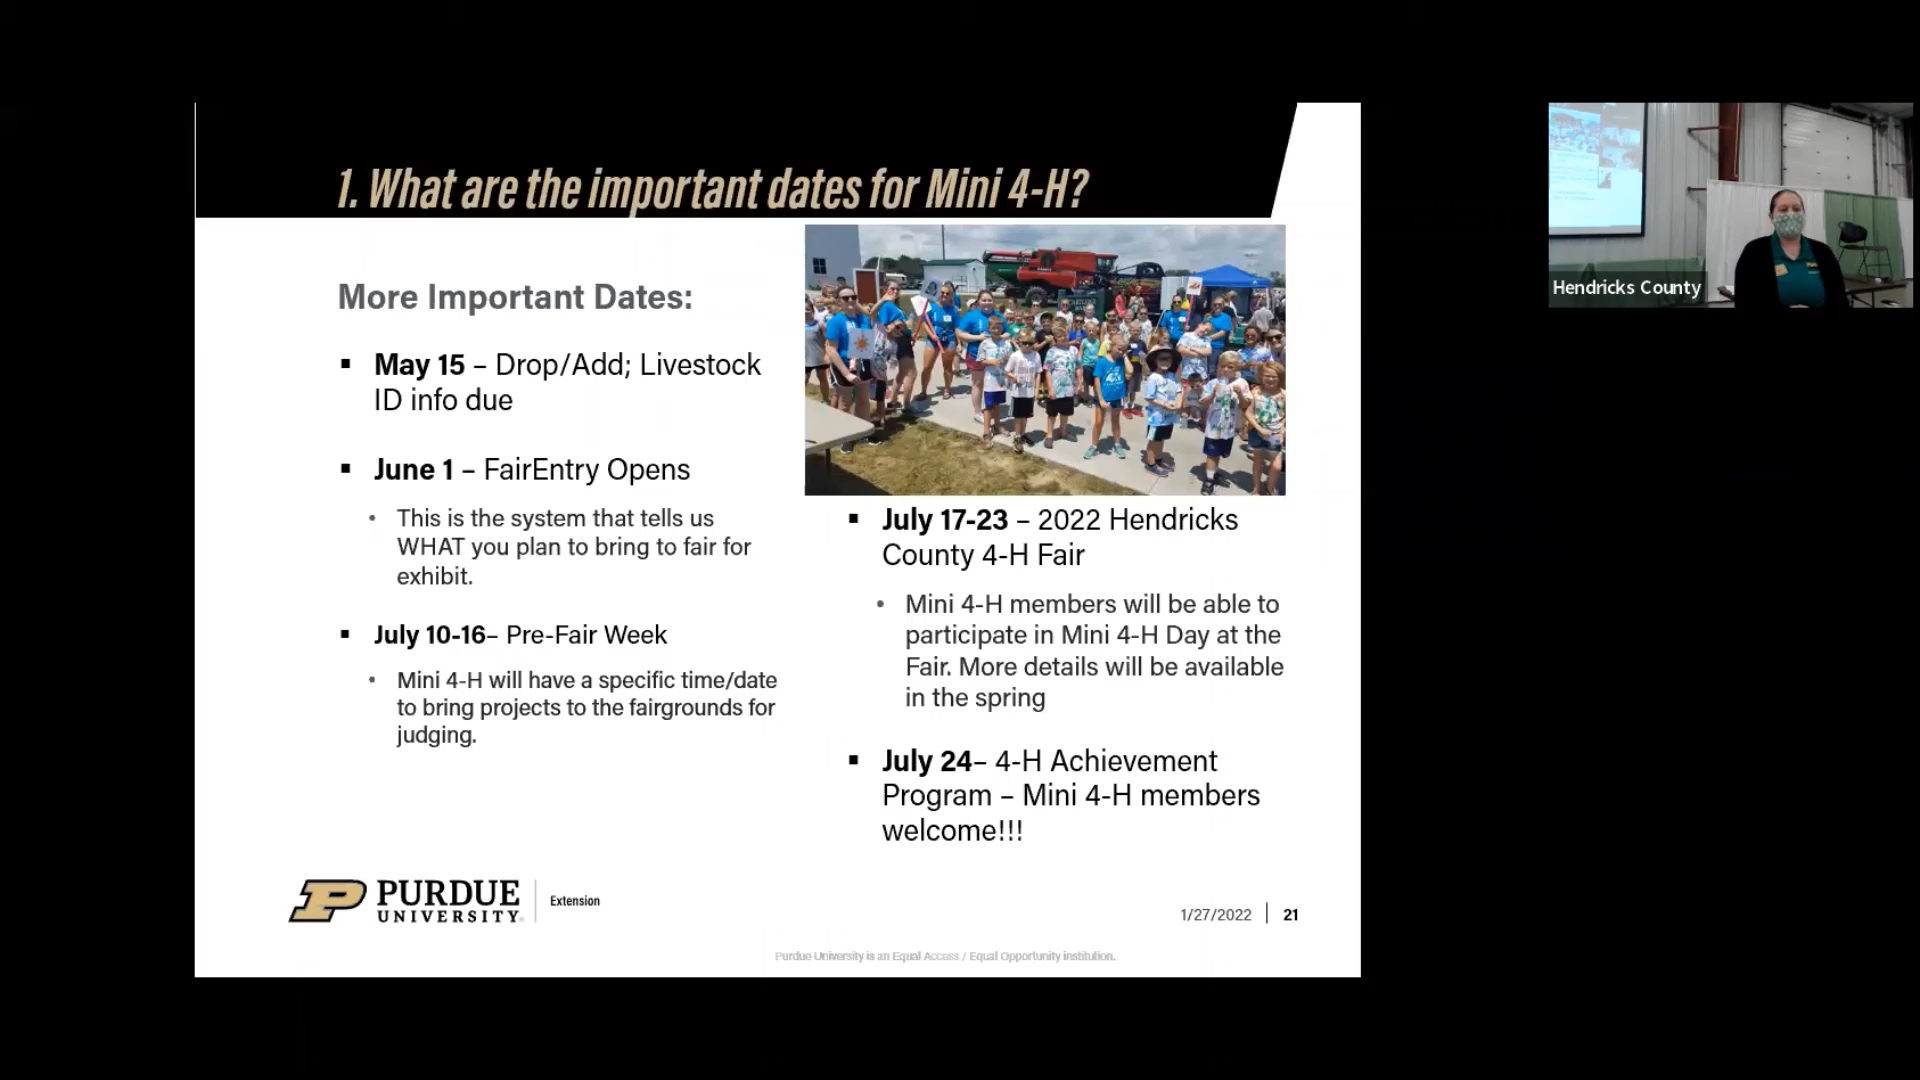 1. What are the important dates for Mini 4-H?
More Important Dates:
▪ May 15 – Drop/Add; Livestock
ID info due
▪ June 1 – FairEntry Opens
• This is the system that tells us
WHAT you plan to bring to fair for
exhibit.
▪ July 10-16– Pre-Fair Week
• Mini 4-H will have a specific time/date
to bring projects to the fairgrounds for
judging.
▪ July 17-23 – 2022 Hendricks
County 4-H Fair
• Mini 4-H members will be able to
participate in Mini 4-H Day at the
Fair. More details will be available
in the spring
▪ July 24– 4-H Achievement
Program – Mini 4-H members
welcome!!!
PURDUE
UNIVERSITY®
Extension
1/27/2022 | 21
Purdue University is an Equal Access / Equal Opportunity institution.
Hendricks County